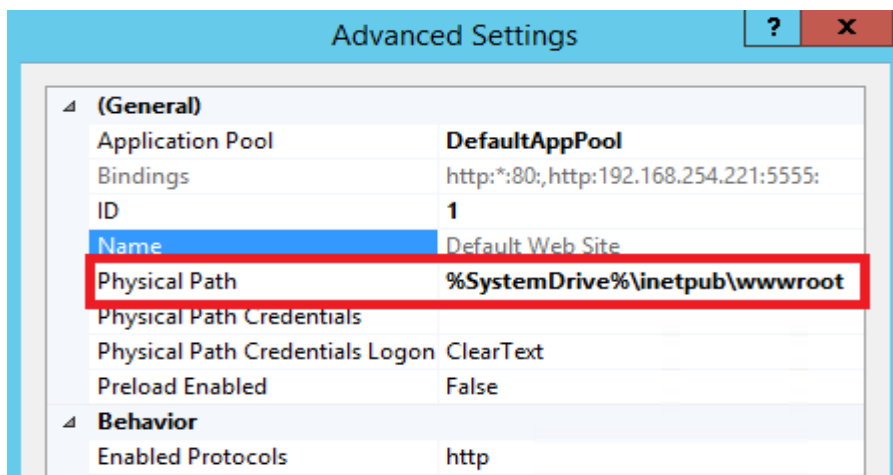 Advanced Settings ? x
(General)
Application Pool DefaultAppPool
Bindings http:*:80:,http:192.168.254.221:5555:
ID 1
Name Default Web Site
Physical Path %SystemDrive%\inetpub\wwwroot
Physical Path Credentials
Physical Path Credentials Logon ClearText
Preload Enabled False
Behavior
Enabled Protocols http